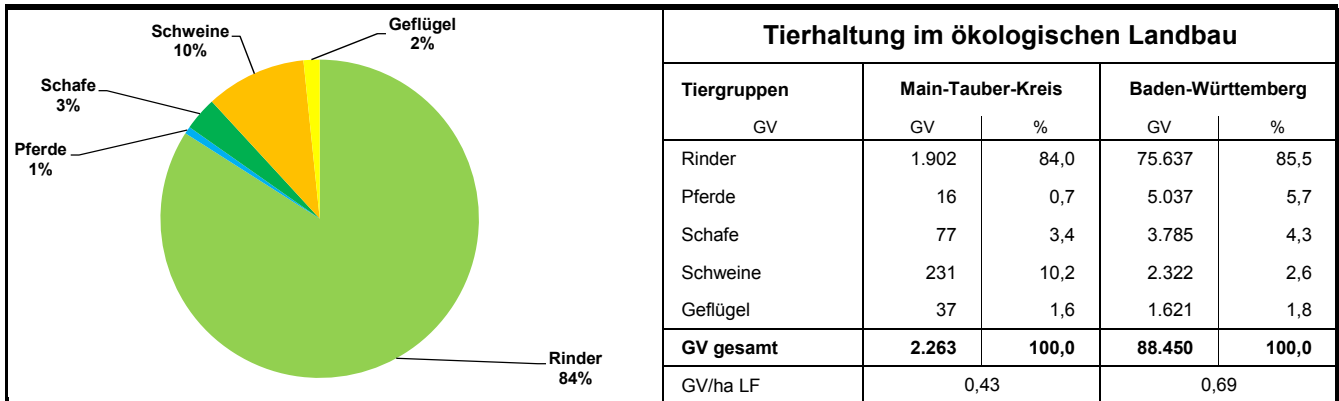 Geflügel
2%
Schweine
10%
Schafe
3%
Pferde
1%
Rinder
84%
Tierhaltung im ökologischen Landbau
Tiergruppen Main-Tauber-Kreis Baden-Württemberg
GV GV % GV %
Rinder 1.902 84,0 75.637 85,5
Pferde 16 0,7 5.037 5,7
Schafe 77 3,4 3.785 4,3
Schweine 231 10,2 2.322 2,6
Geflügel 37 1,6 1.621 1,8
GV gesamt 2.263 100,0 88.450 100,0
GV/ha LF 0,43 0,69